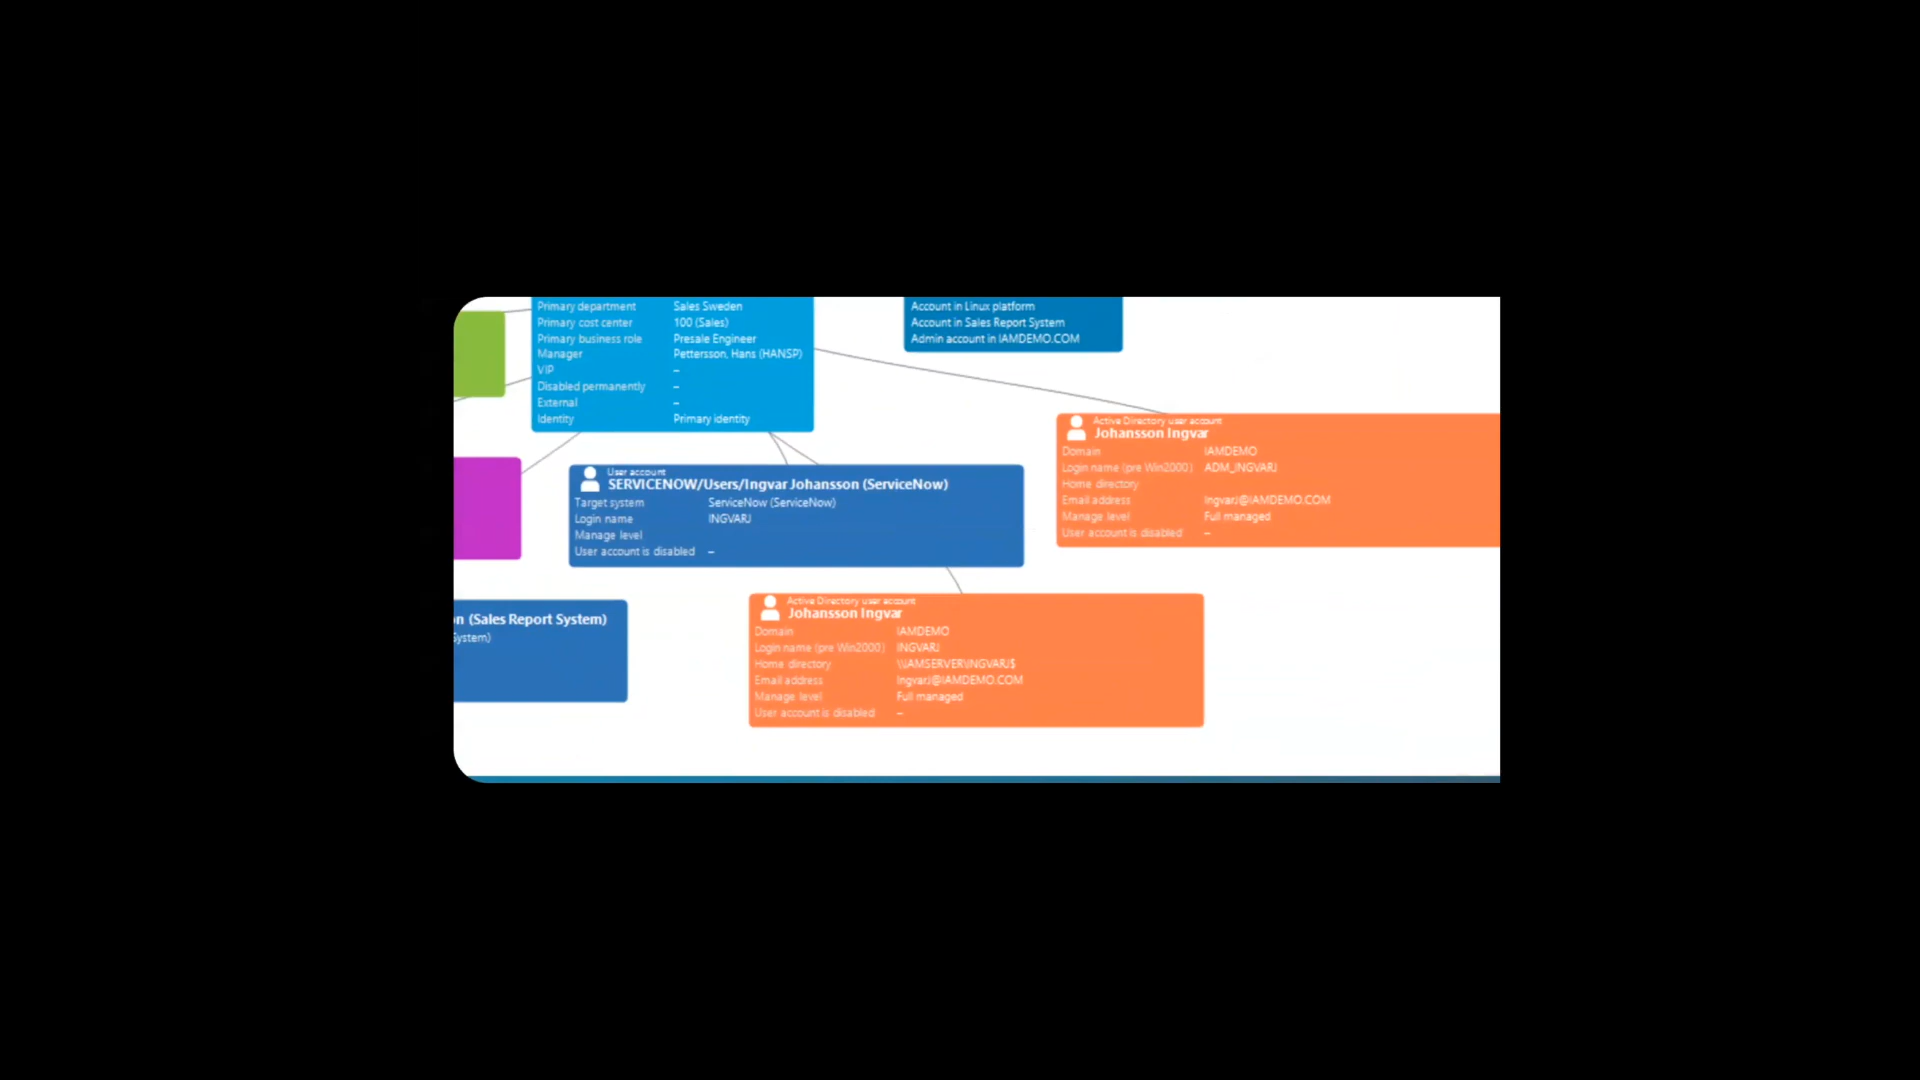 Primary department Sales Sweden
Primary cost center 100 (Sales)
Primary business role Presale Engineer
Manager Pettersson, Hans (HANSP)
VIP –
Disabled permanently –
External –
Identity Primary identity
Account in Linux platform
Account in Sales Report System
Admin account in IAMDEMO.COM
Active Directory user account
Johansson Ingvar
Domain IAMDEMO
Login name (pre Win2000) ADM_INGVARJ
Home directory
Email address IngvarJ@IAMDEMO.COM
Manage level Full managed
User account is disabled –
User account
SERVICENOW/Users/Ingvar Johansson (ServiceNow)
Target system ServiceNow (ServiceNow)
Login name INGVARJ
Manage level
User account is disabled –
n (Sales Report System)
System)
Active Directory user account
Johansson Ingvar
Domain IAMDEMO
Login name (pre Win2000) INGVARJ
Home directory \\IAMSERVER\INGVARJ$
Email address IngvarJ@IAMDEMO.COM
Manage level Full managed
User account is disabled –